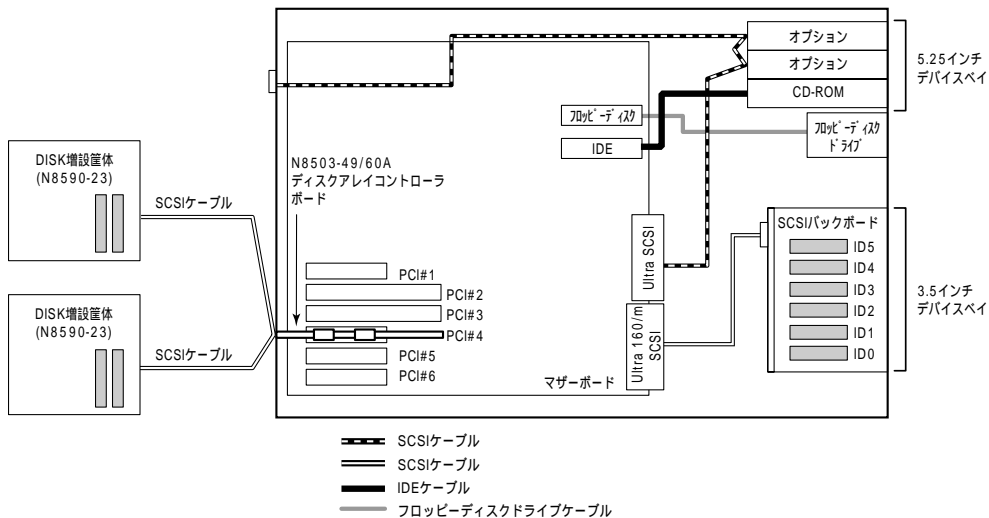 オプション
オプション
CD-ROM
5.25インチ
デバイスベイ
フロッピーディスク
IDE
フロッピーディスク
ドライブ
DISK増設筐体
(N8590-23)
SCSIケーブル
N8503-49/60A
ディスクアレイコントローラ
ボード
DISK増設筐体
(N8590-23)
SCSIケーブル
PCI#1
PCI#2
PCI#3
PCI#4
PCI#5
PCI#6
Ultra SCSI
Ultra 160/m
SCSI
マザーボード
SCSIバックボード
ID5
ID4
ID3
ID2
ID1
ID0
3.5インチ
デバイスベイ
SCSIケーブル
SCSIケーブル
IDEケーブル
フロッピーディスクドライブケーブル